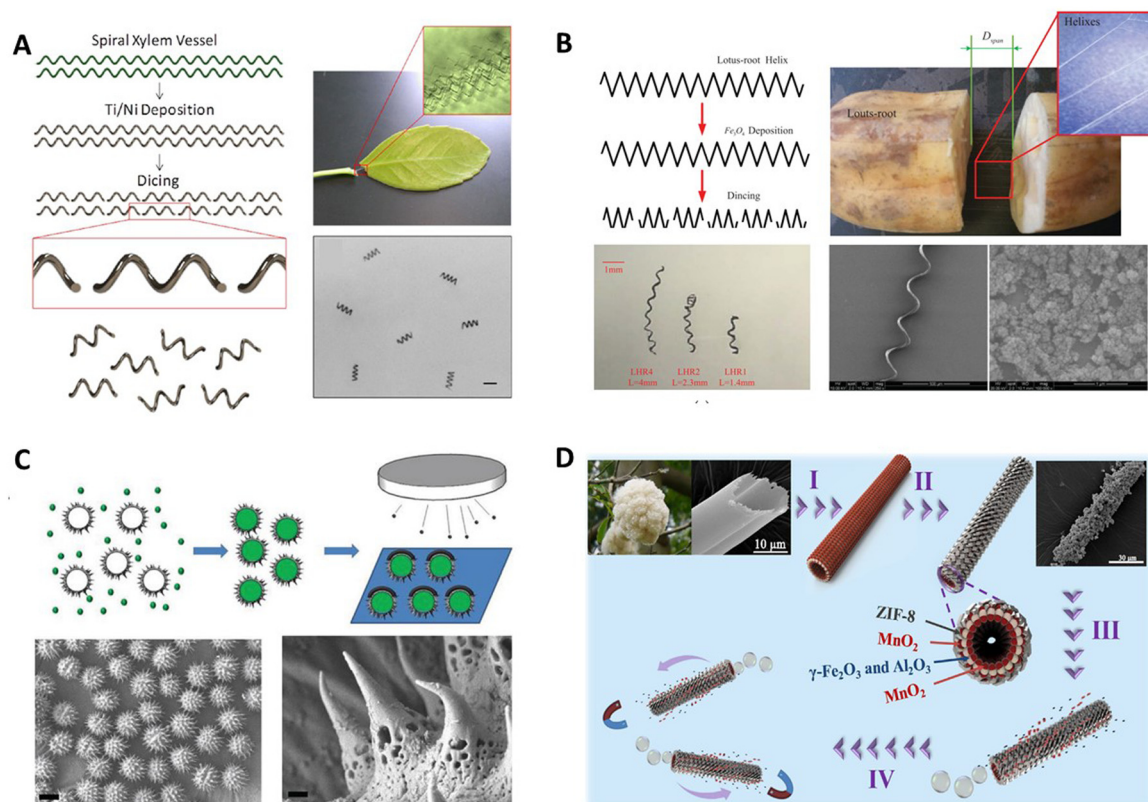 A
Spiral Xylem Vessel
Ti/Ni Deposition
Dicing
B
Lotus-root Helix
Fe₃O₄ Deposition
Dincing
D_span
Helixes
Louts-root
1mm
LHR4
L=4mm
LHR2
L=2.3mm
LHR1
L=1.4mm
C
D
10 μm
I
II
30 μm
ZIF-8
MnO₂
γ-Fe₂O₃ and Al₂O₃
MnO₂
III
IV